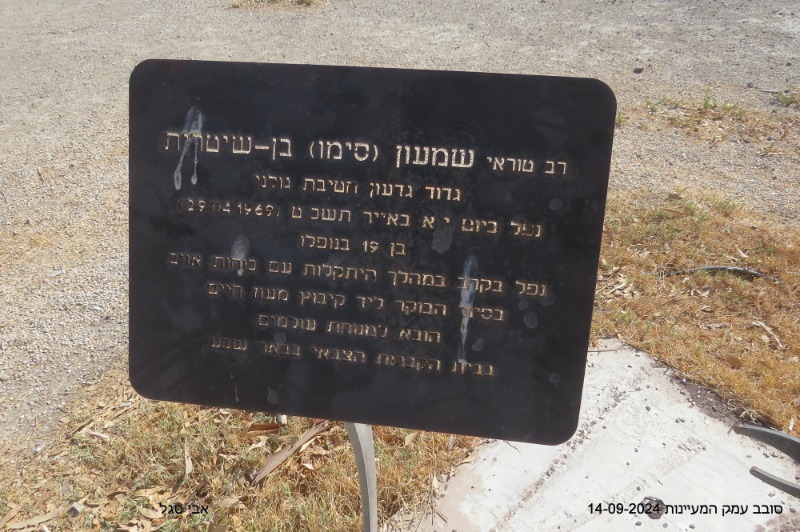 רב טוראי שמעון (סימו) בן-שיטרית
גדוד גדעון חטיבת גולני
נפל ביום י"א באייר תשכ"ט (29.04.1969)
בן 19 בנופלו
נפל בקרב במהלך היתקלות עם כוחות אויב
בסיור הבוקר ליד קיבוץ מעוז חיים
הובא למנוחת עולמים
בבית הקברות הצבאי בבאר שבע
אבי סגל
סובב עמק המעיינות 14-09-2024